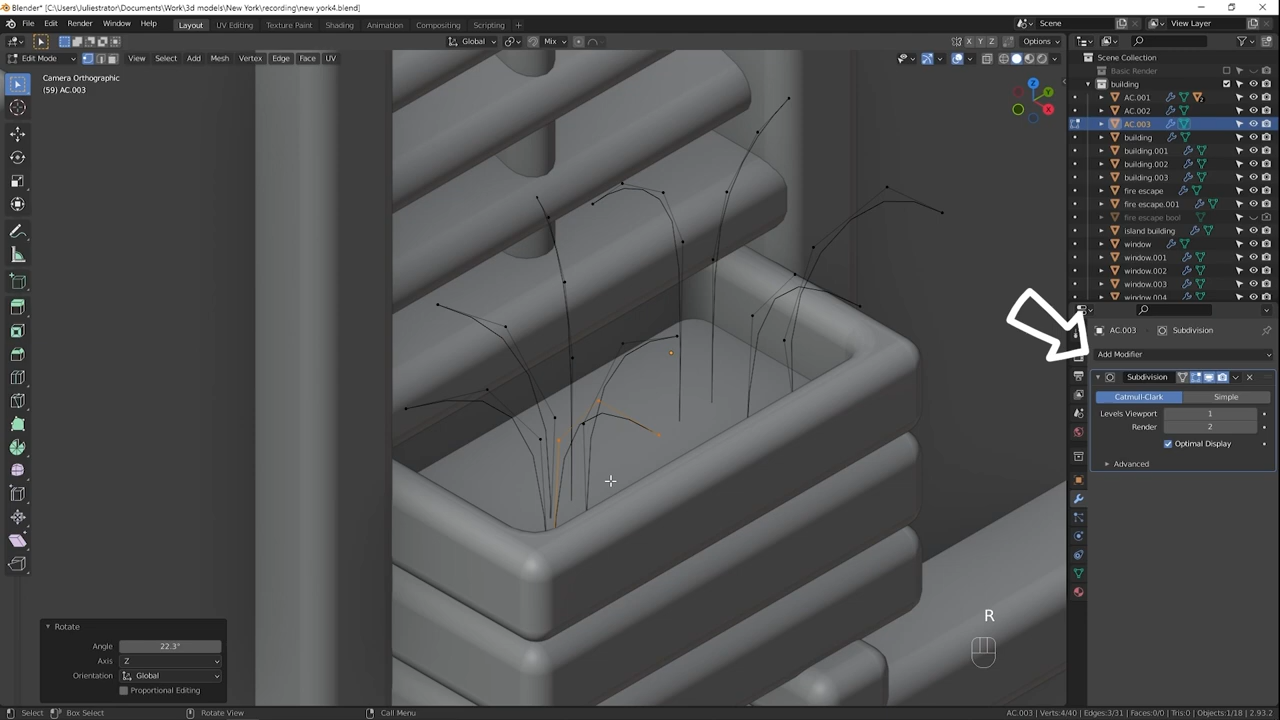 Blender* [C:\Users\Juliestrator\Documents\Work\3d models\New York\recording\new york4.blend]
File Edit Render Window Help Layout UV Editing Texture Paint Shading Animation Compositing Scripting Scene View Layer
Global Mix X Y Z Options
Edit Mode View Select Add Mesh Vertex Edge Face UV
Camera Orthographic
(59) AC.003
Z
Y
X
Scene Collection
Basic Render
building
AC.001
2
AC.002
AC.003
building
building.001
building.002
building.003
fire escape
fire escape.001
fire escape bool
island building
window
window.001
window.002
window.003
window.004
AC.003 Subdivision
Add Modifier
Subdivision
Catmull-Clark Simple
Levels Viewport 1
Render 2
Optimal Display
Advanced
R
Rotate
Angle 22.3°
Axis Z
Orientation Global
Proportional Editing
Select Box Select Rotate View Call Menu AC.003 | Verts:4/40 | Edges:3/31 | Faces:0/0 | Tris:0 | Objects:1/18 | 2.93.2